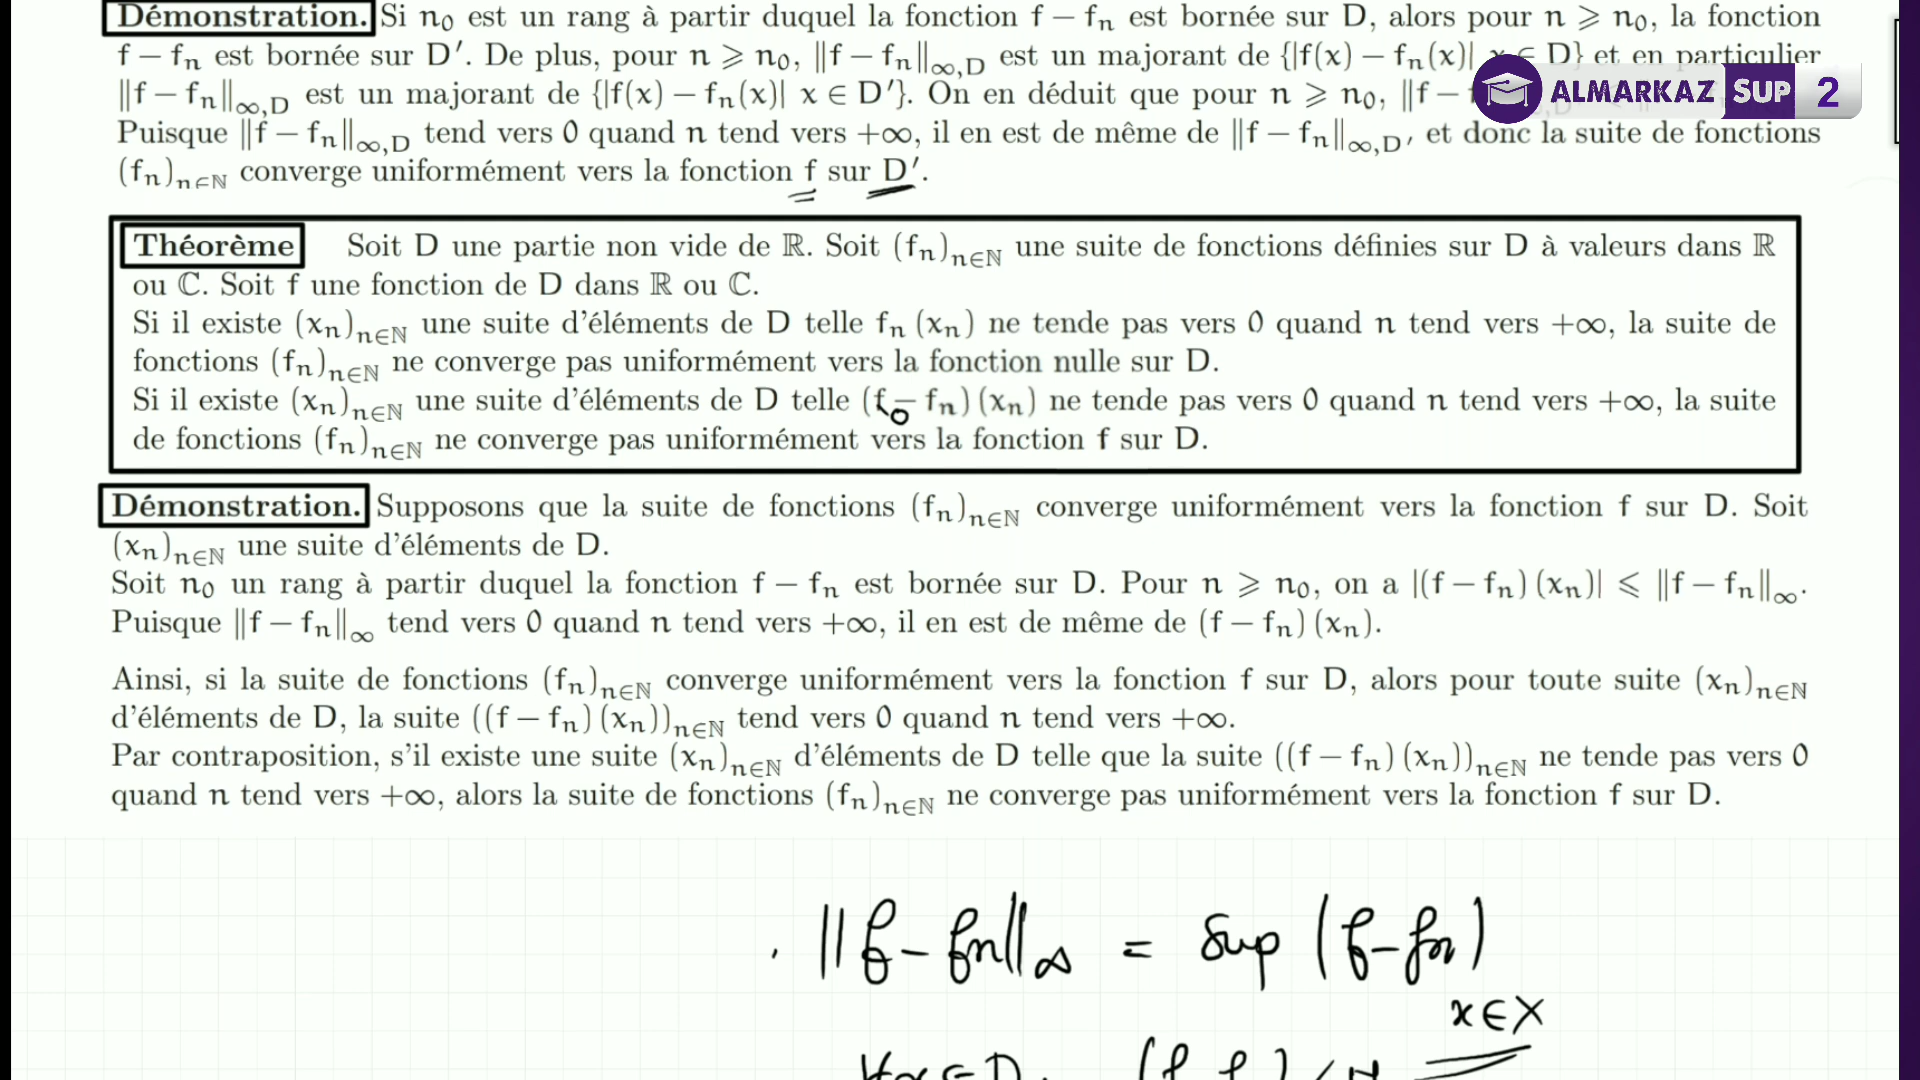 Démonstration. Si n₀ est un rang à partir duquel la fonction f − fₙ est bornée sur D, alors pour n ⩾ n₀, la fonction
f − fₙ est bornée sur D′. De plus, pour n ⩾ n₀, ‖f − fₙ‖∞,D est un majorant de {|f(x) − fₙ(x)| x ∈ D} et en particulier
‖f − fₙ‖∞,D est un majorant de {|f(x) − fₙ(x)| x ∈ D′}. On en déduit que pour n ⩾ n₀, ‖f −
ALMARKAZ SUP 2
Puisque ‖f − fₙ‖∞,D tend vers 0 quand n tend vers +∞, il en est de même de ‖f − fₙ‖∞,D′ et donc la suite de fonctions
(fₙ)n∈ℕ converge uniformément vers la fonction f sur D′.
Théorème Soit D une partie non vide de ℝ. Soit (fₙ)n∈ℕ une suite de fonctions définies sur D à valeurs dans ℝ
ou ℂ. Soit f une fonction de D dans ℝ ou ℂ.
Si il existe (xₙ)n∈ℕ une suite d'éléments de D telle fₙ (xₙ) ne tende pas vers 0 quand n tend vers +∞, la suite de
fonctions (fₙ)n∈ℕ ne converge pas uniformément vers la fonction nulle sur D.
Si il existe (xₙ)n∈ℕ une suite d'éléments de D telle (f − fₙ) (xₙ) ne tende pas vers 0 quand n tend vers +∞, la suite
de fonctions (fₙ)n∈ℕ ne converge pas uniformément vers la fonction f sur D.
Démonstration. Supposons que la suite de fonctions (fₙ)n∈ℕ converge uniformément vers la fonction f sur D. Soit
(xₙ)n∈ℕ une suite d'éléments de D.
Soit n₀ un rang à partir duquel la fonction f − fₙ est bornée sur D. Pour n ⩾ n₀, on a |(f − fₙ) (xₙ)| ⩽ ‖f − fₙ‖∞.
Puisque ‖f − fₙ‖∞ tend vers 0 quand n tend vers +∞, il en est de même de (f − fₙ) (xₙ).
Ainsi, si la suite de fonctions (fₙ)n∈ℕ converge uniformément vers la fonction f sur D, alors pour toute suite (xₙ)n∈ℕ
d'éléments de D, la suite ((f − fₙ) (xₙ))n∈ℕ tend vers 0 quand n tend vers +∞.
Par contraposition, s'il existe une suite (xₙ)n∈ℕ d'éléments de D telle que la suite ((f − fₙ) (xₙ))n∈ℕ ne tende pas vers 0
quand n tend vers +∞, alors la suite de fonctions (fₙ)n∈ℕ ne converge pas uniformément vers la fonction f sur D.
. ‖f − fn‖∞ = Sup (f − fn)
x ∈ X